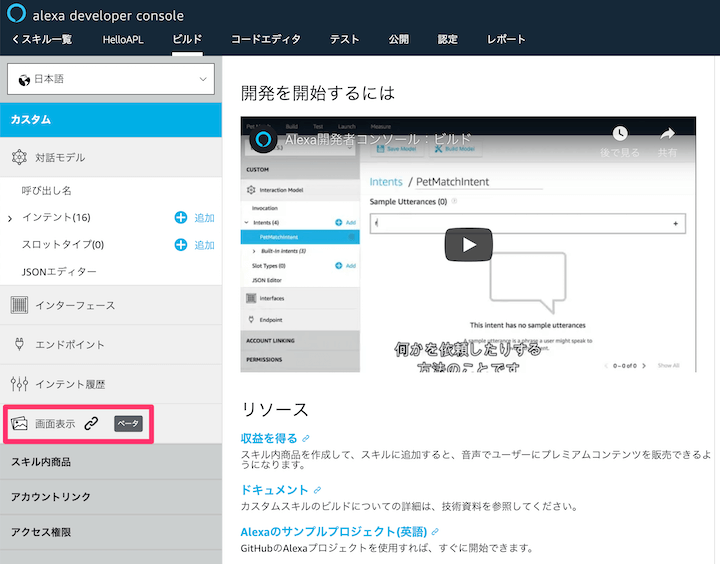 alexa developer console
スキル一覧 HelloAPL ビルド コードエディタ テスト 公開 認定 レポート
日本語
カスタム
対話モデル
呼び出し名
インテント(16) 追加
スロットタイプ(0) 追加
JSONエディター
インターフェース
エンドポイント
インテント履歴
画面表示 ベータ
スキル内商品
アカウントリンク
アクセス権限
開発を開始するには
Build Test Launch Measure
Alexa開発者コンソール：ビルド
後で見る 共有
Save Model Build Model
CUSTOM
Interaction Model
Invocation
Intents (4) Add
PetMatchIntent
Built-in Intents (3)
Slot Types (0) Add
JSON Editor
Interfaces
Endpoint
ACCOUNT LINKING
PERMISSIONS
Intents / PetMatchIntent
Sample Utterances (0)
This intent has no sample utterances
A sample utterance is a phrase a user might speak to
何かを依頼したりする
方法のことです
0 – 0 of 0 Show All
リソース
収益を得る
スキル内商品を作成して、スキルに追加すると、音声でユーザーにプレミアムコンテンツを販売できるよ
うになります。
ドキュメント
カスタムスキルのビルドについての詳細は、技術資料を参照してください。
Alexaのサンプルプロジェクト(英語)
GitHubのAlexaプロジェクトを使用すれば、すぐに開始できます。